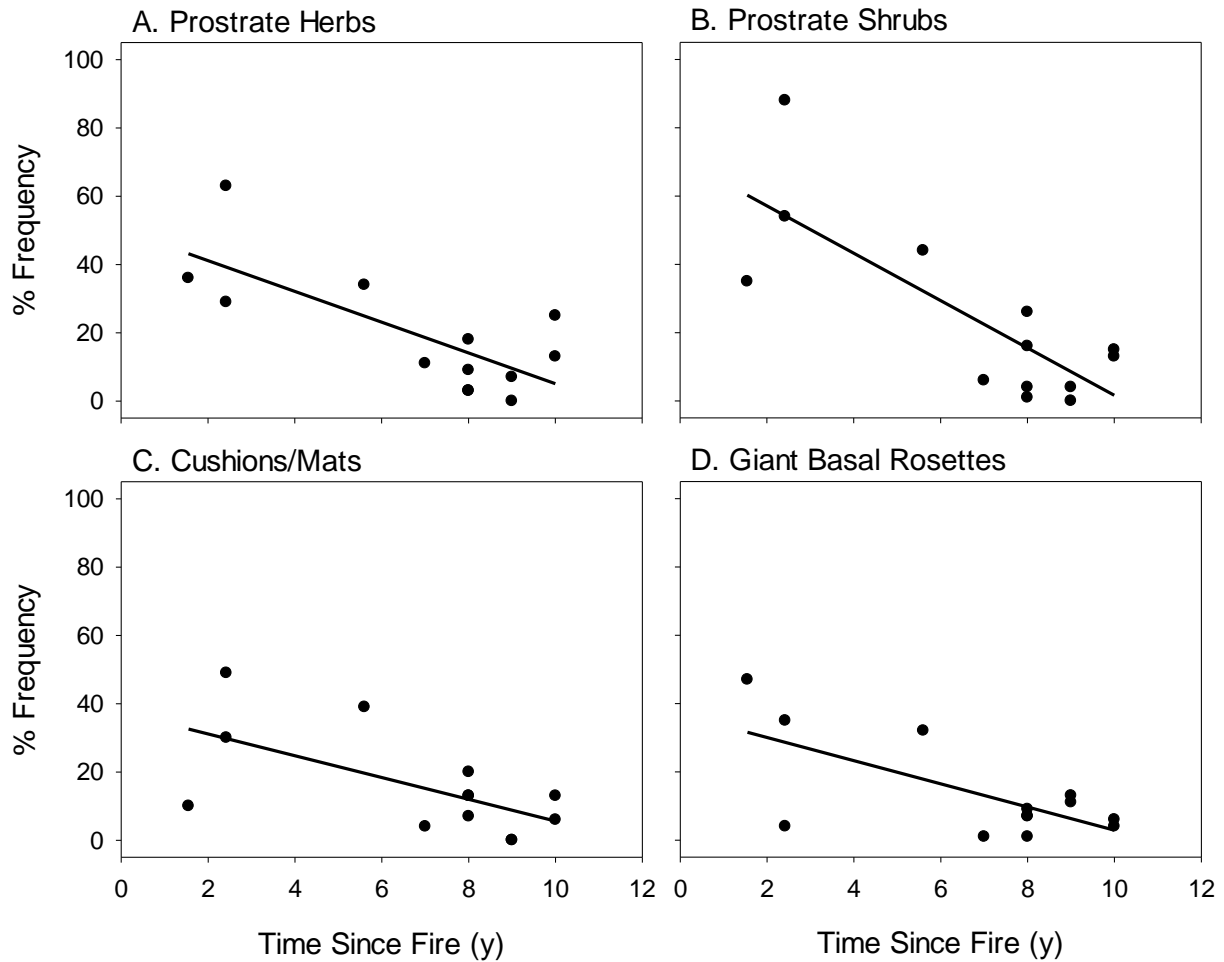 A. Prostrate Herbs
B. Prostrate Shrubs
100
80
60
40
20
0
% Frequency
C. Cushions/Mats
D. Giant Basal Rosettes
100
80
60
40
20
0
% Frequency
0 2 4 6 8 10 12
0 2 4 6 8 10 12
Time Since Fire (y)
Time Since Fire (y)